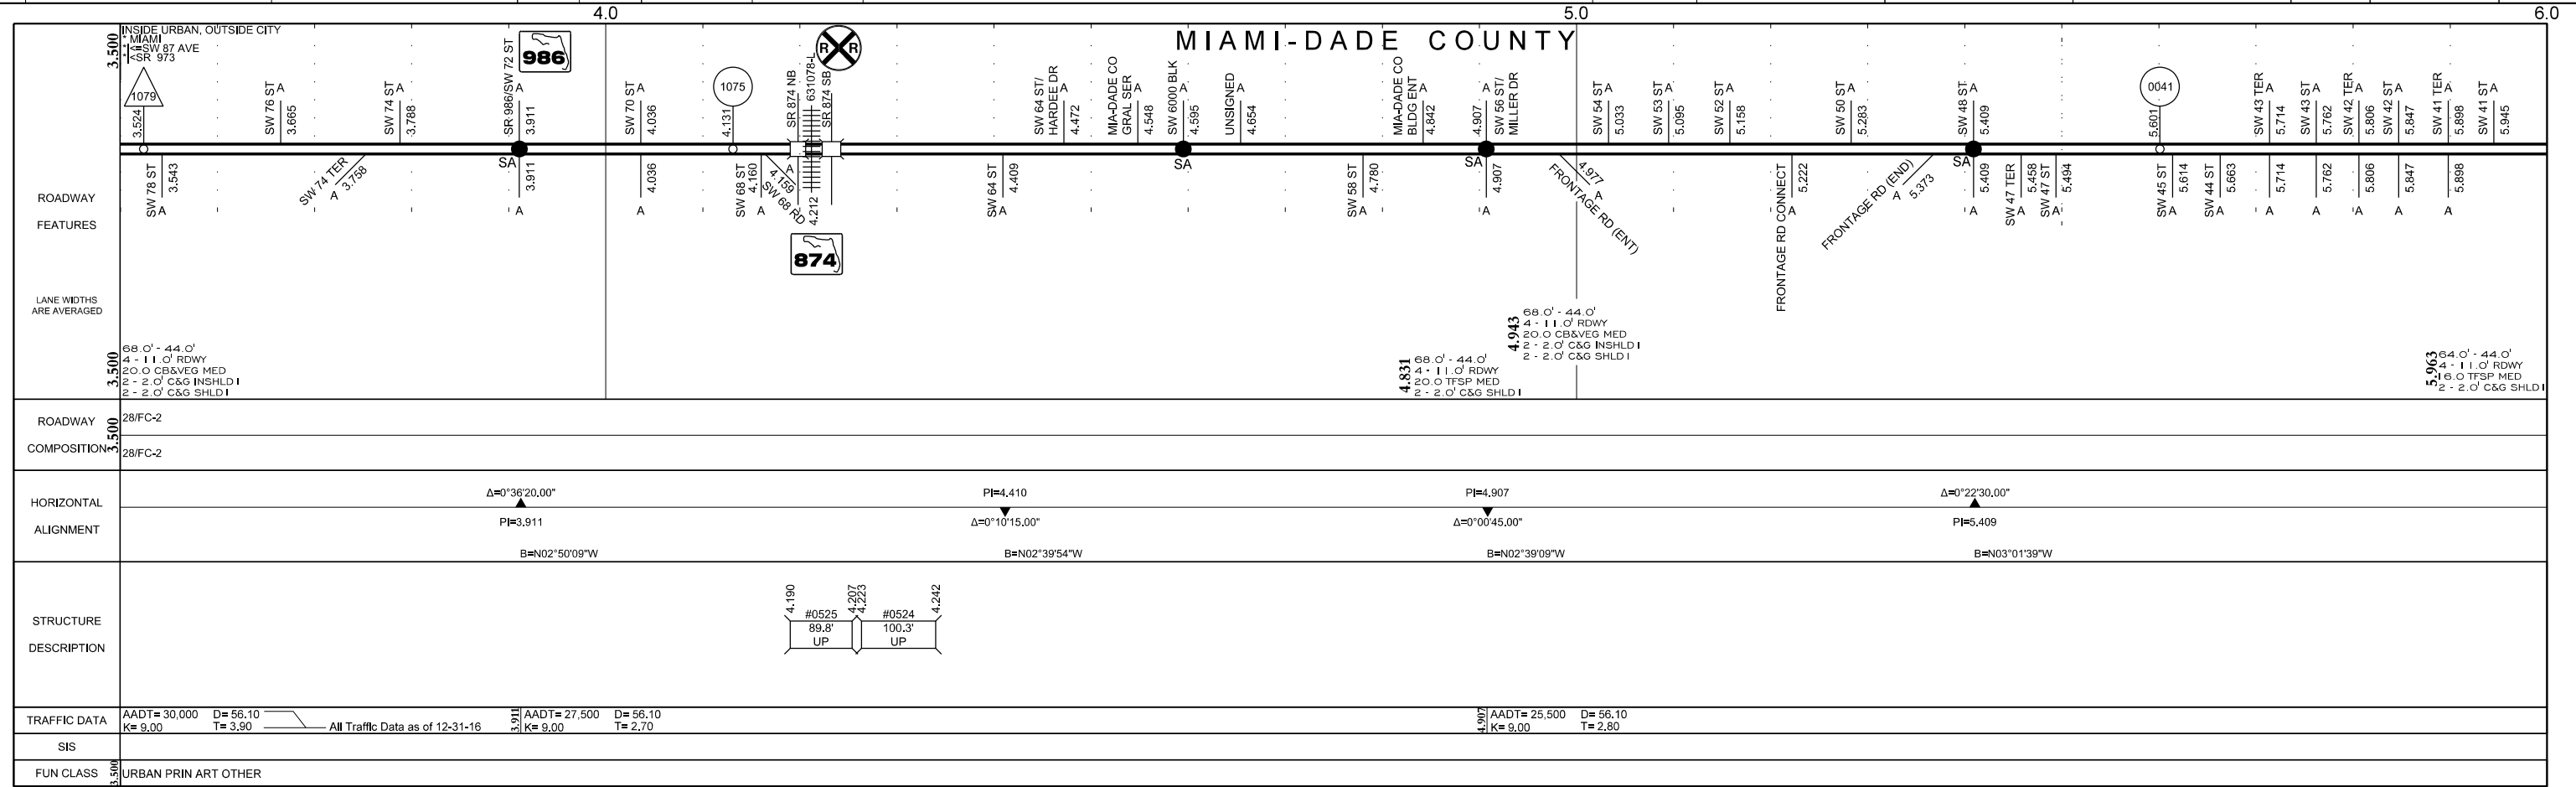 4.0
5.0
6.0
INSIDE URBAN, OUTSIDE CITY
* MIAMI
SW 87 AVE
<SR 973
3.500
MIAMI-DADE COUNTY
986
R R
1079
3.524
SW 76 ST
3.665
A
SW 74 ST
3.788
A
SR 986/SW 72 ST
3.911
A
SW 70 ST
4.036
A
1075
4.131
SR 874 NB
631078-L
SR 874 SB
SW 64 ST/
HARDEE DR
4.472
A
MIA-DADE CO
GRAL SER
4.548
A
SW 6000 BLK
4.595
A
UNSIGNED
4.654
A
MIA-DADE CO
BLDG ENT
4.842
A
4.907
SW 56 ST/
MILLER DR
A
SW 54 ST
5.033
A
SW 53 ST
5.095
A
SW 52 ST
5.158
A
SW 50 ST
5.283
A
SW 48 ST
5.409
A
0041
5.601
SW 43 TER
5.714
A
SW 43 ST
5.762
A
SW 42 TER
5.806
A
SW 42 ST
5.847
A
SW 41 TER
5.898
A
SW 41 ST
5.945
A
ROADWAY
FEATURES
SW 78 ST
3.543
A
SW 74 TER
3.758
A
SA
3.911
A
4.036
A
SW 68 ST
4.160
A
4.159
SW 68 RD
A
4.212
874
SW 64 ST
4.409
A
SA
SW 58 ST
4.780
A
SA
4.907
A
4.977
FRONTAGE RD (ENT)
A
FRONTAGE RD CONNECT
5.222
A
FRONTAGE RD (END)
5.373
A
SA
5.409
A
SW 47 TER
5.458
A
SW 47 ST
5.494
A
SW 45 ST
5.614
A
SW 44 ST
5.663
A
5.714
A
5.762
A
5.806
A
5.847
A
5.898
A
LANE WIDTHS
ARE AVERAGED
3.500
68.0' - 44.0'
4 - 11.0' RDWY
20.0 CB&VEG MED
2 - 2.0' C&G INSHLD I
2 - 2.0' C&G SHLD I
4.831
68.0' - 44.0'
4 - 11.0' RDWY
20.0 TFSP MED
2 - 2.0' C&G SHLD I
4.943
68.0' - 44.0'
4 - 11.0' RDWY
20.0 CB&VEG MED
2 - 2.0' C&G INSHLD I
2 - 2.0' C&G SHLD I
5.963
64.0' - 44.0'
4 - 11.0' RDWY
16.0 TFSP MED
2 - 2.0' C&G SHLD I
ROADWAY
COMPOSITION
3.500
28/FC-2
28/FC-2
HORIZONTAL
ALIGNMENT
Δ=0°36'20.00"
PI=3.911
B=N02°50'09"W
PI=4.410
Δ=0°10'15.00"
B=N02°39'54"W
PI=4.907
Δ=0°00'45.00"
B=N02°39'09"W
Δ=0°22'30.00"
PI=5.409
B=N03°01'39"W
STRUCTURE
DESCRIPTION
4.190
#0525
89.8'
UP
4.207
4.223
#0524
100.3'
UP
4.242
TRAFFIC DATA
AADT= 30,000 D= 56.10
K= 9.00 T= 3.90
All Traffic Data as of 12-31-16
3.911
AADT= 27,500 D= 56.10
K= 9.00 T= 2.70
4.907
AADT= 25,500 D= 56.10
K= 9.00 T= 2.80
SIS
FUN CLASS
3.500
URBAN PRIN ART OTHER